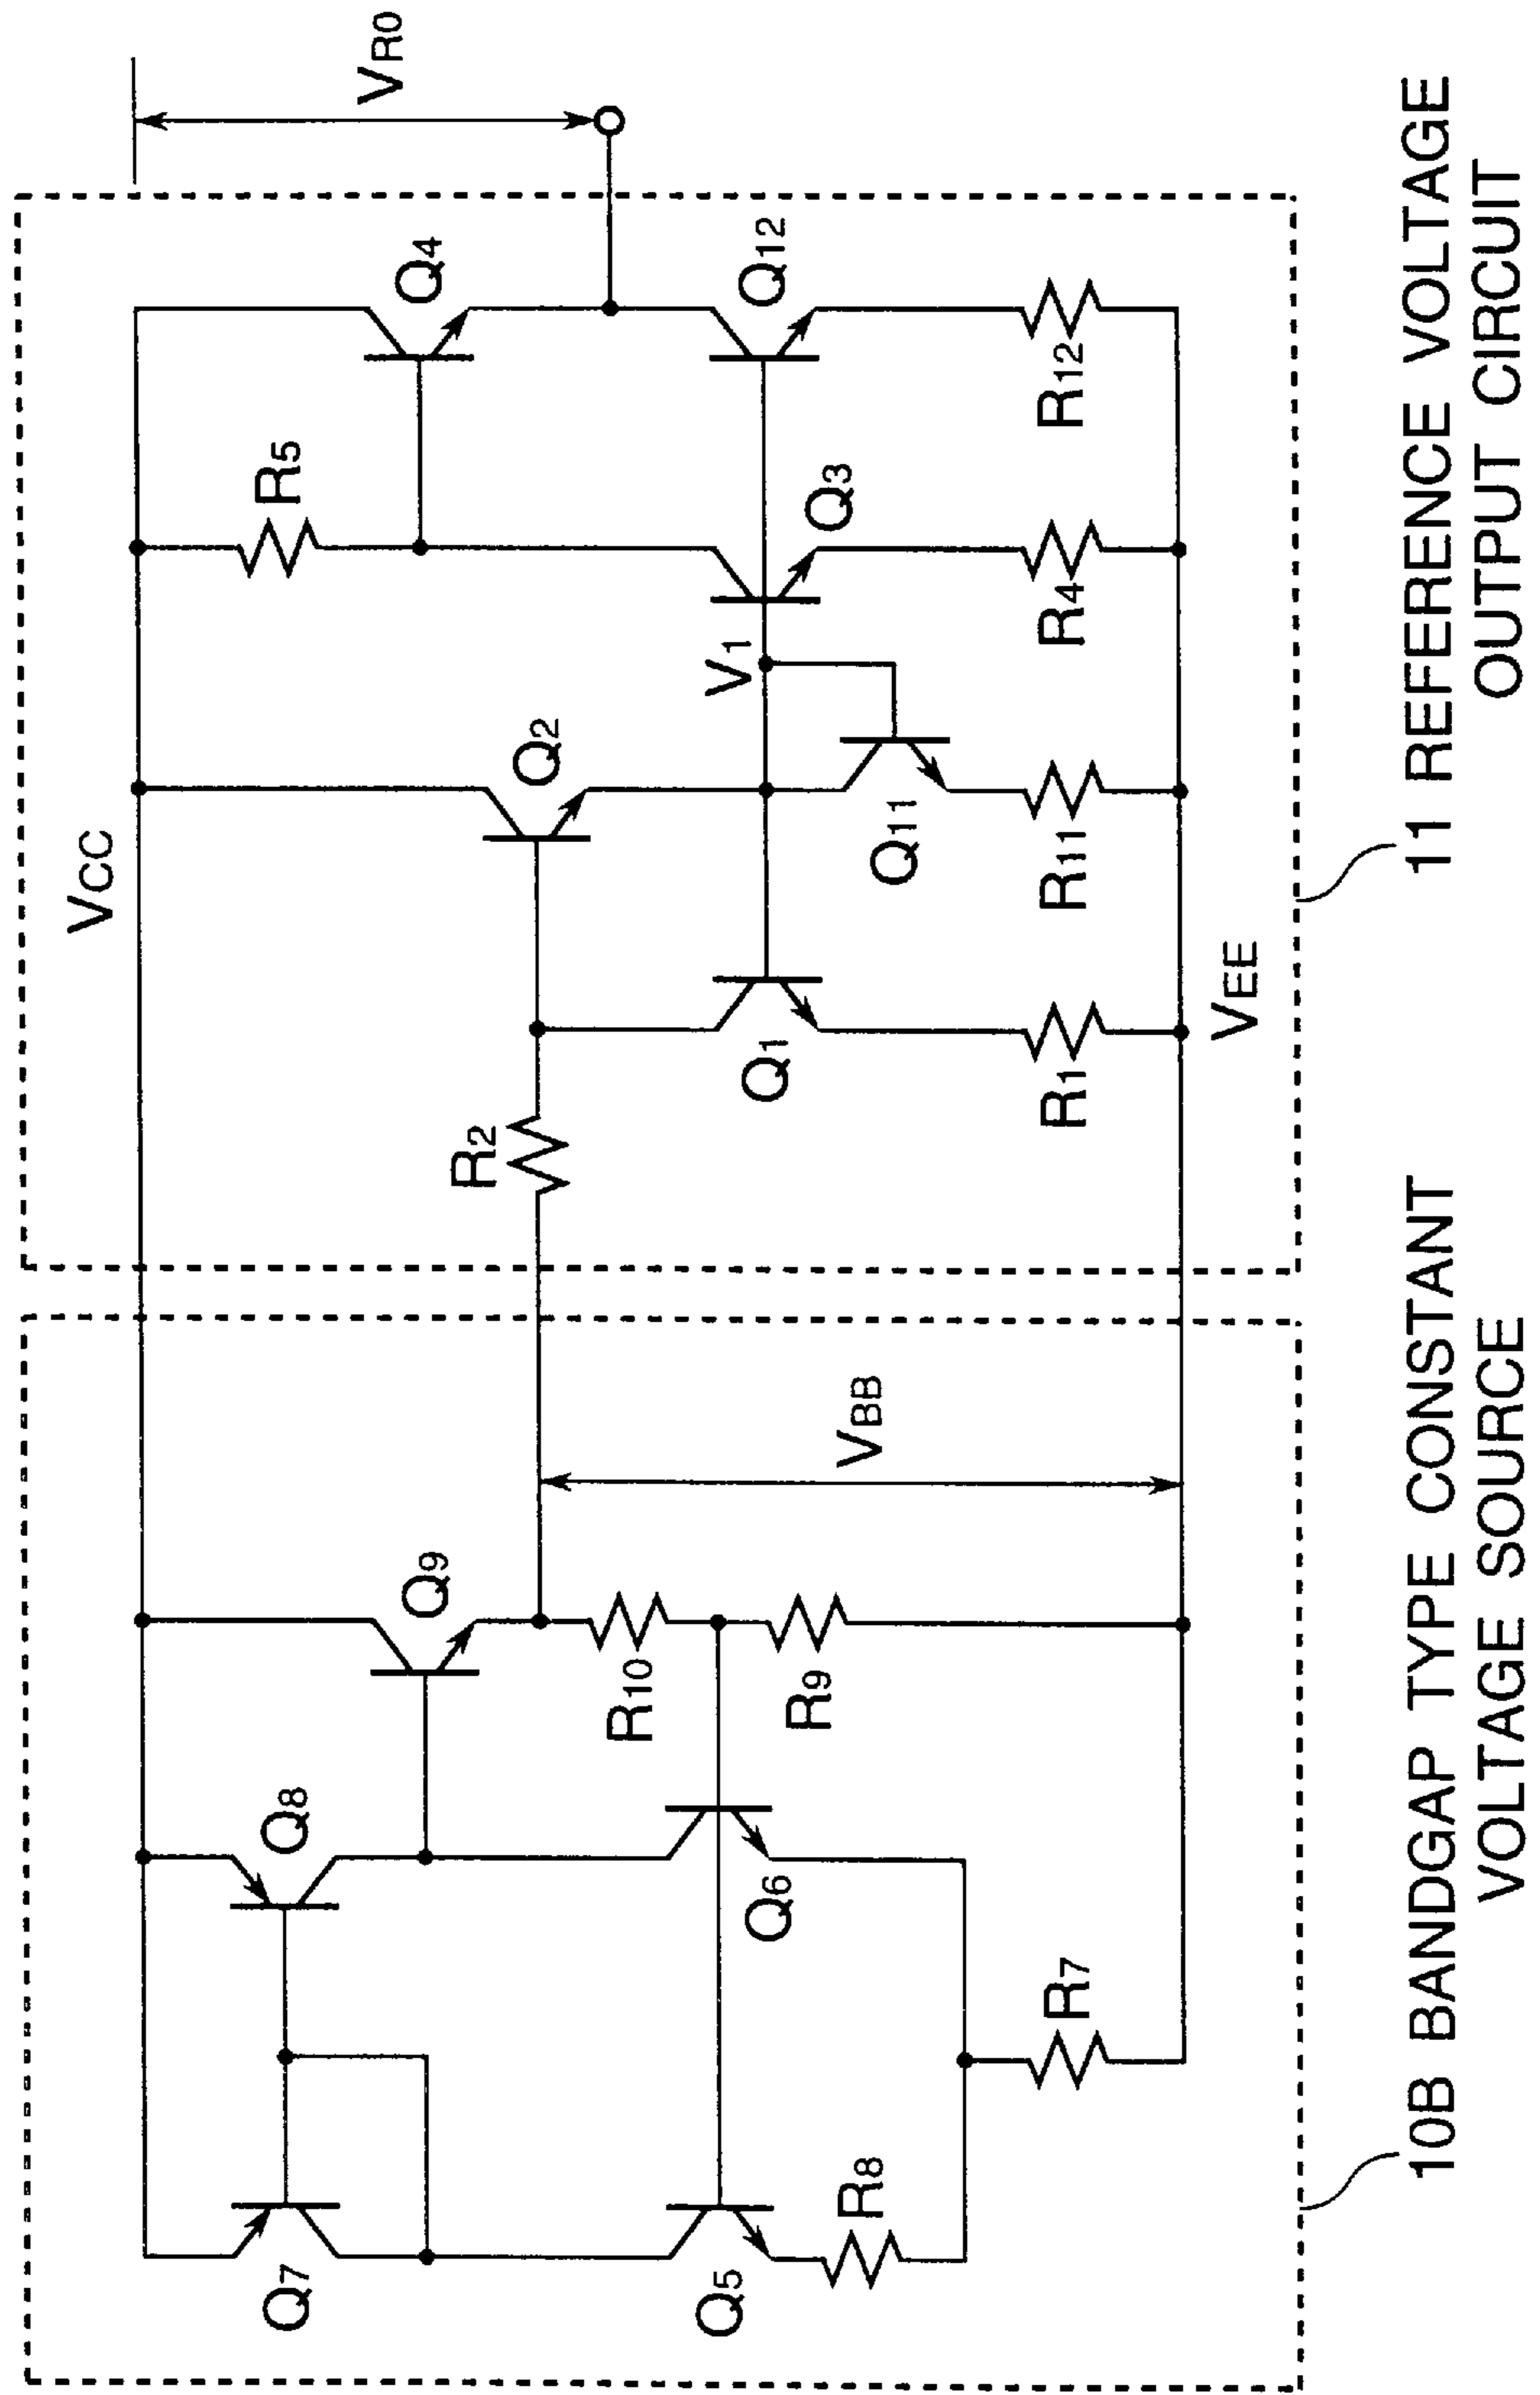 VCC
VR0
Q7
Q8
Q9
Q2
R5
Q4
R2
V1
Q5
Q6
R10
R9
VBB
Q1
Q11
Q3
Q12
R8
R7
R1
R11
R4
R12
VEE
10B BANDGAP TYPE CONSTANT
VOLTAGE SOURCE
11 REFERENCE VOLTAGE
OUTPUT CIRCUIT